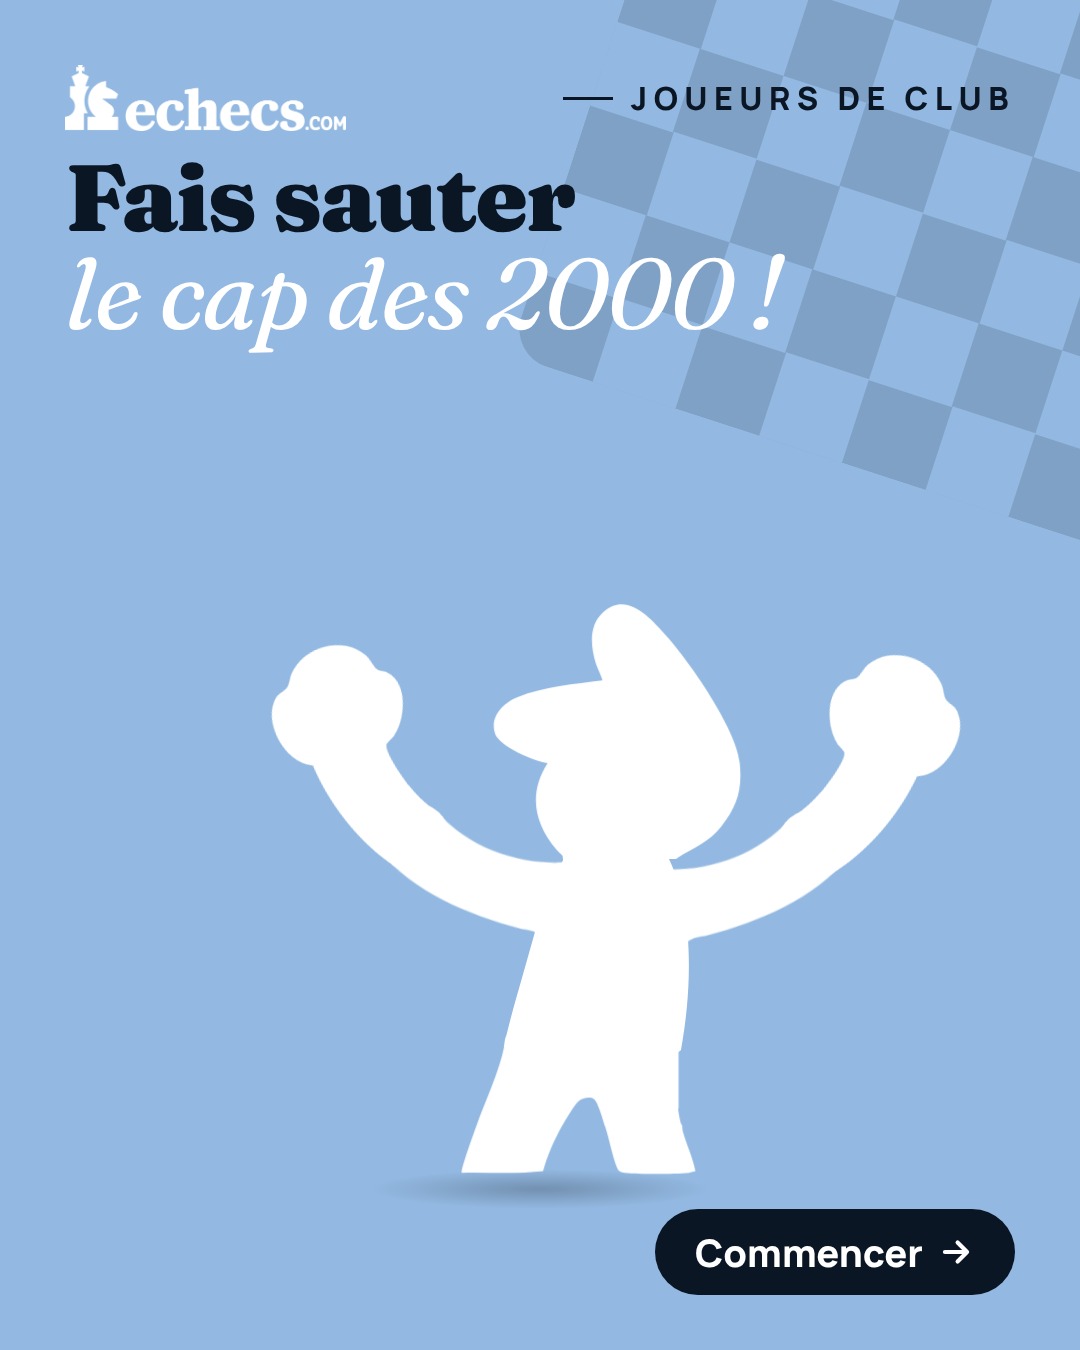 echecs.COM
JOUEURS DE CLUB
Fais sauter
le cap des 2000 !
Commencer →